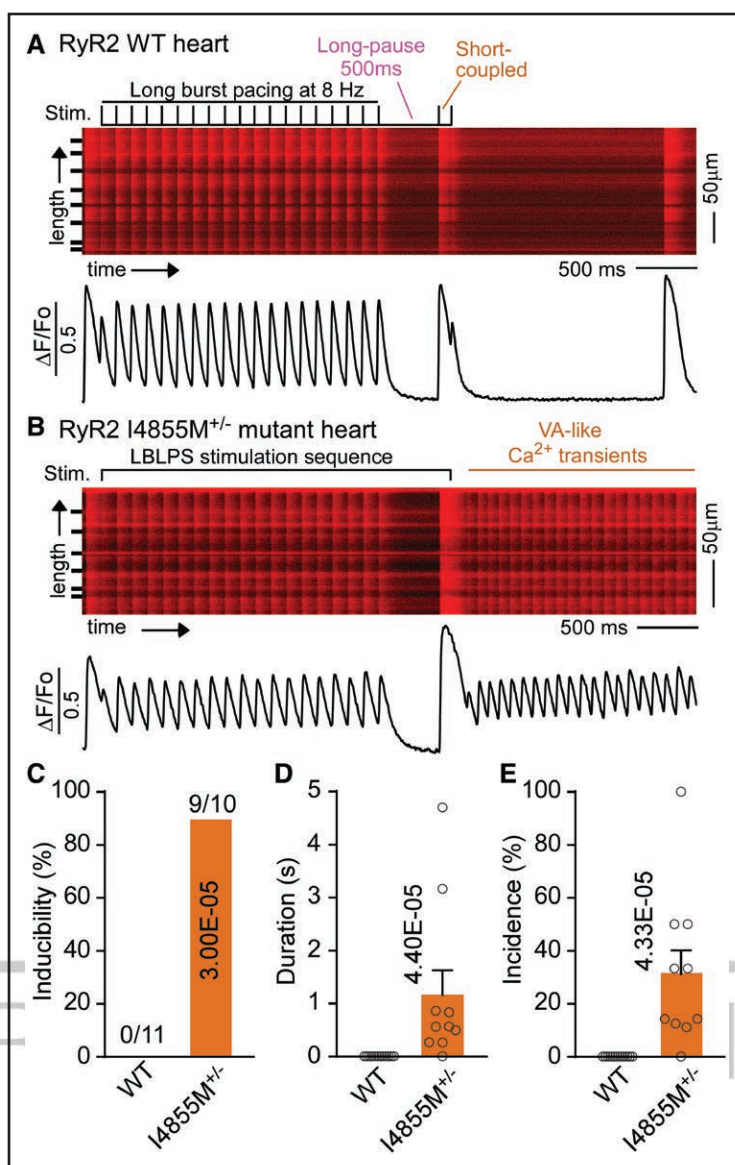 A RyR2 WT heart
Long-pause
500ms
Short-
coupled
Long burst pacing at 8 Hz
Stim.
length
50μm
time
500 ms
ΔF/Fo
0.5
B RyR2 I4855M+/- mutant heart
VA-like
Ca2+ transients
Stim.
LBLPS stimulation sequence
length
50μm
time
500 ms
ΔF/Fo
0.5
C
Inducibility (%)
100
80
60
40
20
0
0/11
9/10
3.00E-05
WT
I4855M+/-
D
Duration (s)
5
4
3
2
1
0
4.40E-05
WT
I4855M+/-
E
Incidence (%)
100
80
60
40
20
0
4.33E-05
WT
I4855M+/-